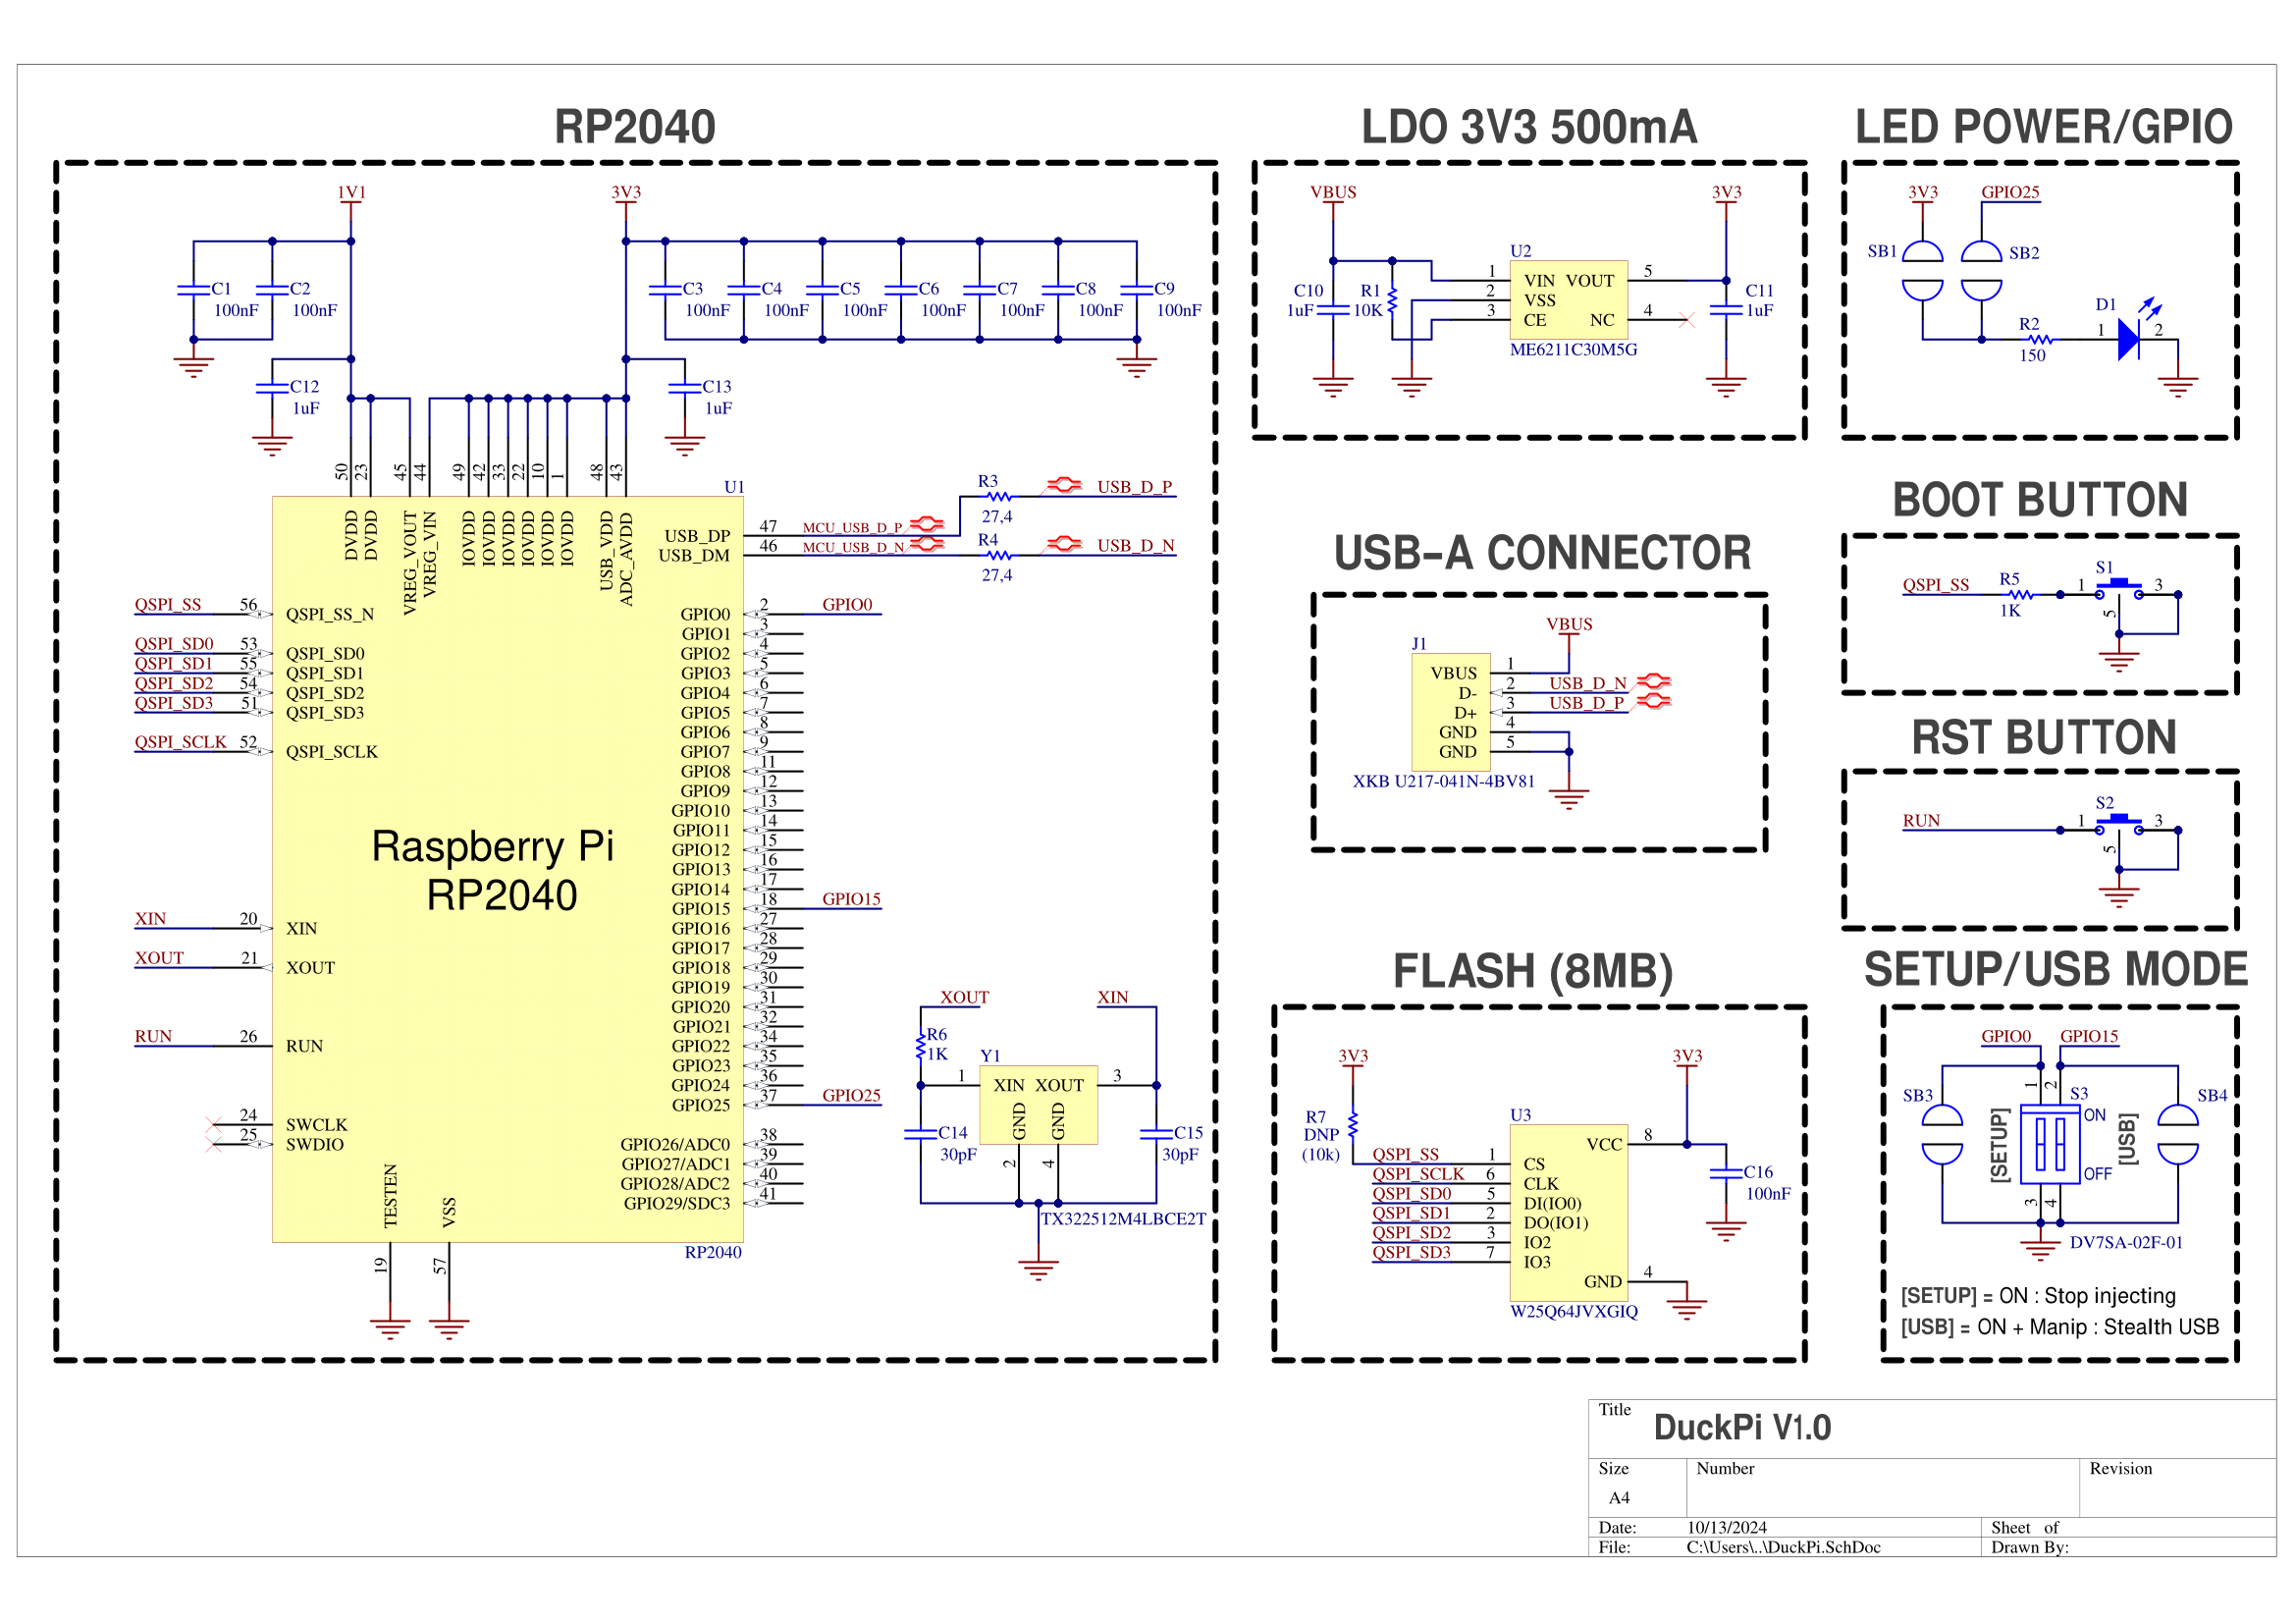 RP2040
1V1
3V3
C1
100nF
C2
100nF
C3
100nF
C4
100nF
C5
100nF
C6
100nF
C7
100nF
C8
100nF
C9
100nF
C12
1uF
C13
1uF
50
23
45
44
49
42
33
22
10
1
48
43
U1
DVDD
DVDD
VREG_VOUT
VREG_VIN
IOVDD
IOVDD
IOVDD
IOVDD
IOVDD
IOVDD
USB_VDD
ADC_AVDD
USB_DP 47 MCU_USB_D_P
USB_DM 46 MCU_USB_D_N
R3
27,4
USB_D_P
R4
27,4
USB_D_N
QSPI_SS 56 QSPI_SS_N
QSPI_SD0 53 QSPI_SD0
QSPI_SD1 55 QSPI_SD1
QSPI_SD2 54 QSPI_SD2
QSPI_SD3 51 QSPI_SD3
QSPI_SCLK 52 QSPI_SCLK
XIN 20 XIN
XOUT 21 XOUT
RUN 26 RUN
24 SWCLK
25 SWDIO
Raspberry Pi
RP2040
GPIO0 2 GPIO0
GPIO1 3
GPIO2 4
GPIO3 5
GPIO4 6
GPIO5 7
GPIO6 8
GPIO7 9
GPIO8 11
GPIO9 12
GPIO10 13
GPIO11 14
GPIO12 15
GPIO13 16
GPIO14 17
GPIO15 18 GPIO15
GPIO16 27
GPIO17 28
GPIO18 29
GPIO19 30
GPIO20 31
GPIO21 32
GPIO22 34
GPIO23 35
GPIO24 36
GPIO25 37 GPIO25
GPIO26/ADC0 38
GPIO27/ADC1 39
GPIO28/ADC2 40
GPIO29/SDC3 41
TESTEN
VSS
19
57
RP2040
XOUT
XIN
R6
1K
Y1
1 XIN XOUT 3
GND
GND
2
4
C14
30pF
C15
30pF
TX322512M4LBCE2T
LDO 3V3 500mA
VBUS
3V3
C10
1uF
R1
10K
U2
1 VIN VOUT 5
2 VSS
3 CE NC 4
ME6211C30M5G
C11
1uF
LED POWER/GPIO
3V3
GPIO25
SB1
SB2
R2
150
D1
1
2
USB-A CONNECTOR
VBUS
J1
VBUS 1
D- 2 USB_D_N
D+ 3 USB_D_P
GND 4
GND 5
XKB U217-041N-4BV81
BOOT BUTTON
QSPI_SS
R5
1K
S1
1
3
5
RST BUTTON
RUN
S2
1
3
5
FLASH (8MB)
3V3
3V3
R7
DNP
(10k)
U3
VCC 8
QSPI_SS 1 CS
QSPI_SCLK 6 CLK
QSPI_SD0 5 DI(IO0)
QSPI_SD1 2 DO(IO1)
QSPI_SD2 3 IO2
QSPI_SD3 7 IO3
GND 4
W25Q64JVXGIQ
C16
100nF
SETUP/USB MODE
GPIO0
GPIO15
1
2
S3
SB3
SB4
ON
OFF
[SETUP]
[USB]
3
4
DV7SA-02F-01
[SETUP] = ON : Stop injecting
[USB] = ON + Manip : Stealth USB
Title
DuckPi V1.0
Size
A4
Number
Revision
Date: 10/13/2024
Sheet of
File: C:\Users\..\DuckPi.SchDoc
Drawn By: